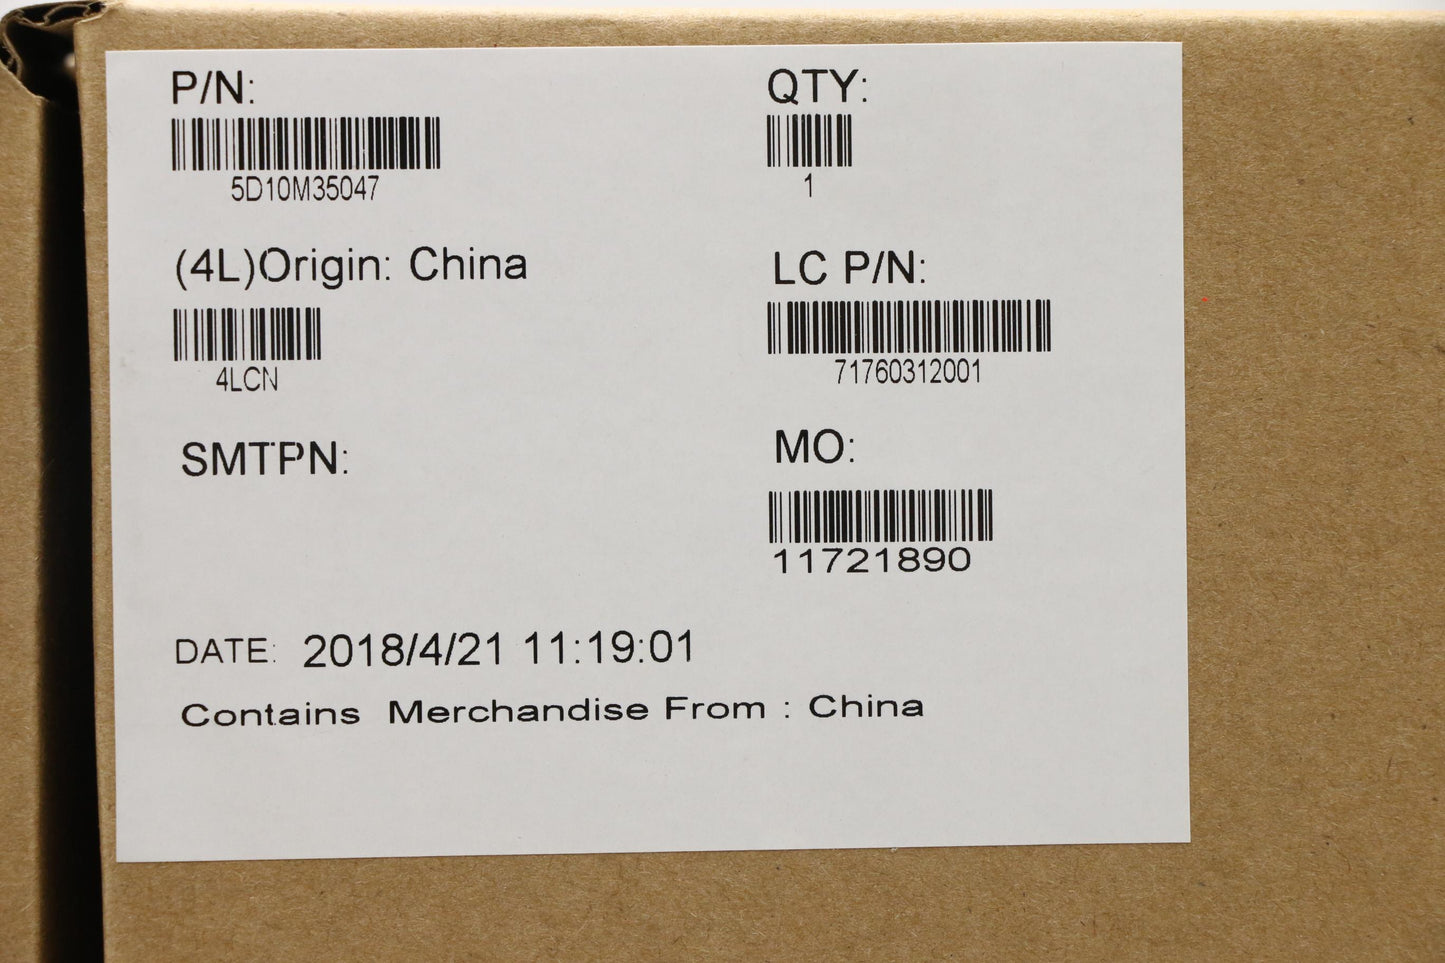 P/N:
5D10M35047
QTY:
1
(4L)Origin: China
4LCN
LC P/N:
71760312001
SMTPN:
MO:
11721890
DATE: 2018/4/21 11:19:01
Contains Merchandise From : China